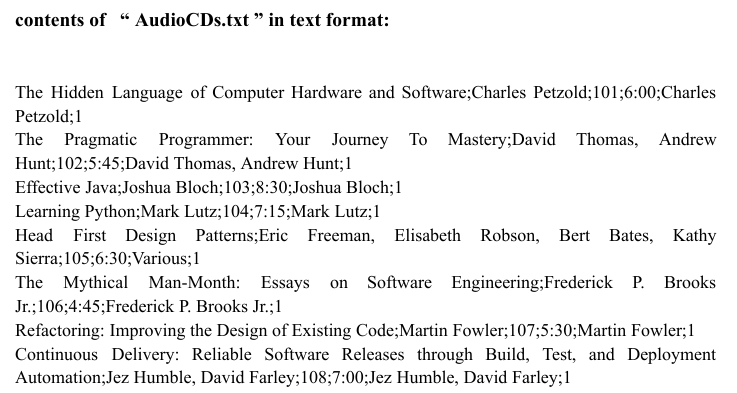 contents of “ AudioCDs.txt ” in text format:
The Hidden Language of Computer Hardware and Software;Charles Petzold;101;6:00;Charles
Petzold;1
The Pragmatic Programmer: Your Journey To Mastery;David Thomas, Andrew
Hunt;102;5:45;David Thomas, Andrew Hunt;1
Effective Java;Joshua Bloch;103;8:30;Joshua Bloch;1
Learning Python;Mark Lutz;104;7:15;Mark Lutz;1
Head First Design Patterns;Eric Freeman, Elisabeth Robson, Bert Bates, Kathy
Sierra;105;6:30;Various;1
The Mythical Man-Month: Essays on Software Engineering;Frederick P. Brooks
Jr.;106;4:45;Frederick P. Brooks Jr.;1
Refactoring: Improving the Design of Existing Code;Martin Fowler;107;5:30;Martin Fowler;1
Continuous Delivery: Reliable Software Releases through Build, Test, and Deployment
Automation;Jez Humble, David Farley;108;7:00;Jez Humble, David Farley;1